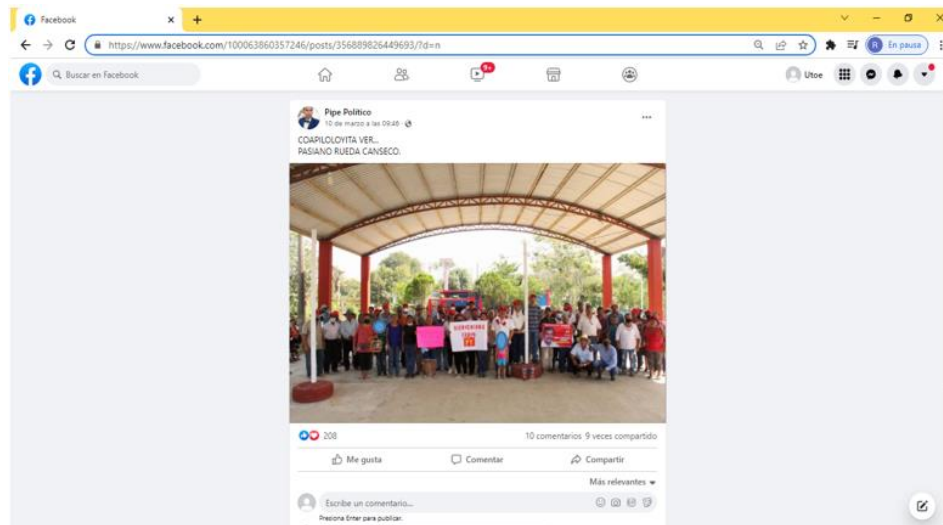 Facebook
https://www.facebook.com/100063860357246/posts/356889826449693/?d=n
R En pausa
Buscar en Facebook
9+
Utoe
Pipe Político
10 de marzo a las 09:46
COAPILOLOYITA VER...
PASIANO RUEDA CANSECO.
BIENVENIDO
208
10 comentarios 9 veces compartido
Me gusta
Comentar
Compartir
Más relevantes
Escribe un comentario...
Presiona Enter para publicar.